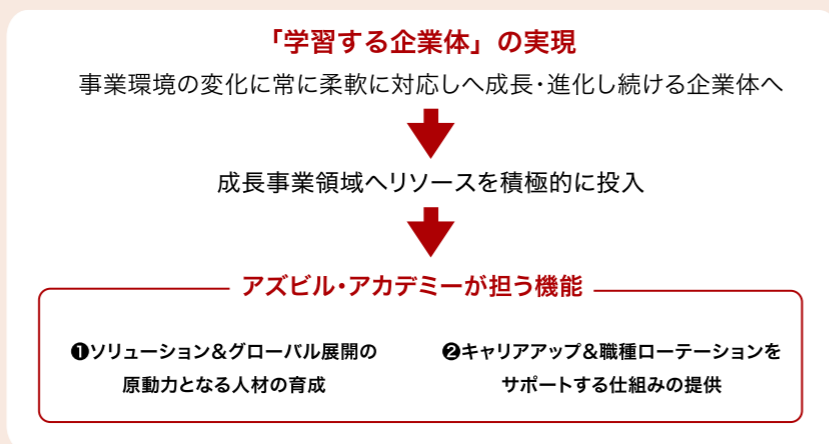 「学習する企業体」の実現
事業環境の変化に常に柔軟に対応しへ成長・進化し続ける企業体へ
成長事業領域へリソースを積極的に投入
アズビル・アカデミーが担う機能
❶ソリューション&グローバル展開の
原動力となる人材の育成
❷キャリアアップ&職種ローテーションを
サポートする仕組みの提供